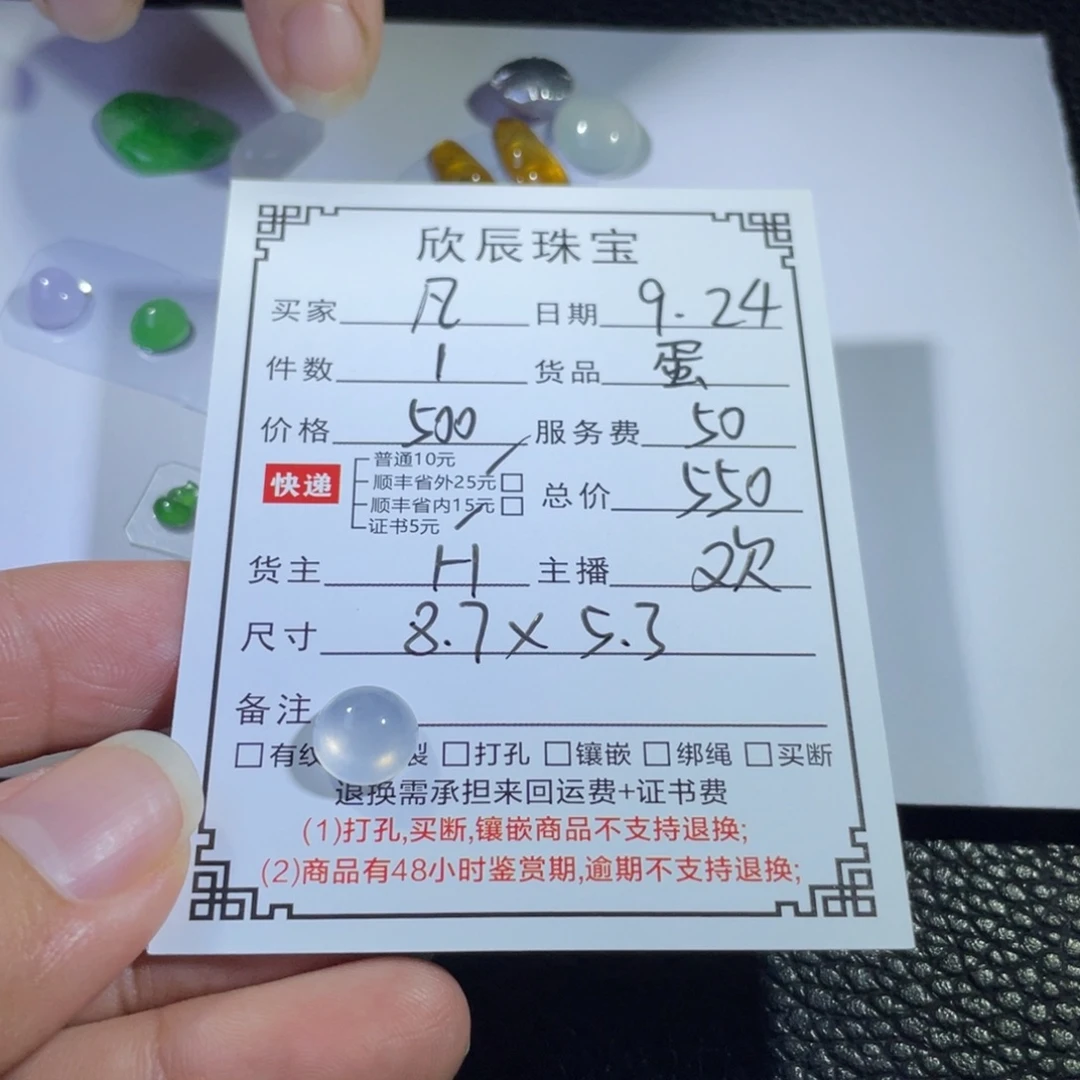 欣辰珠宝
买家 凡 日期 9.24
件数 1 货品 蛋
价格 500 服务费 50
快递 普通10元
顺丰省外25元
顺丰省内15元
证书5元
总价 550
货主 H 主播 欢
尺寸 8.7×5.3
备注
有纹 裂 打孔 镶嵌 绑绳 买断
退换需承担来回运费+证书费
(1)打孔,买断,镶嵌商品不支持退换;
(2)商品有48小时鉴赏期,逾期不支持退换;